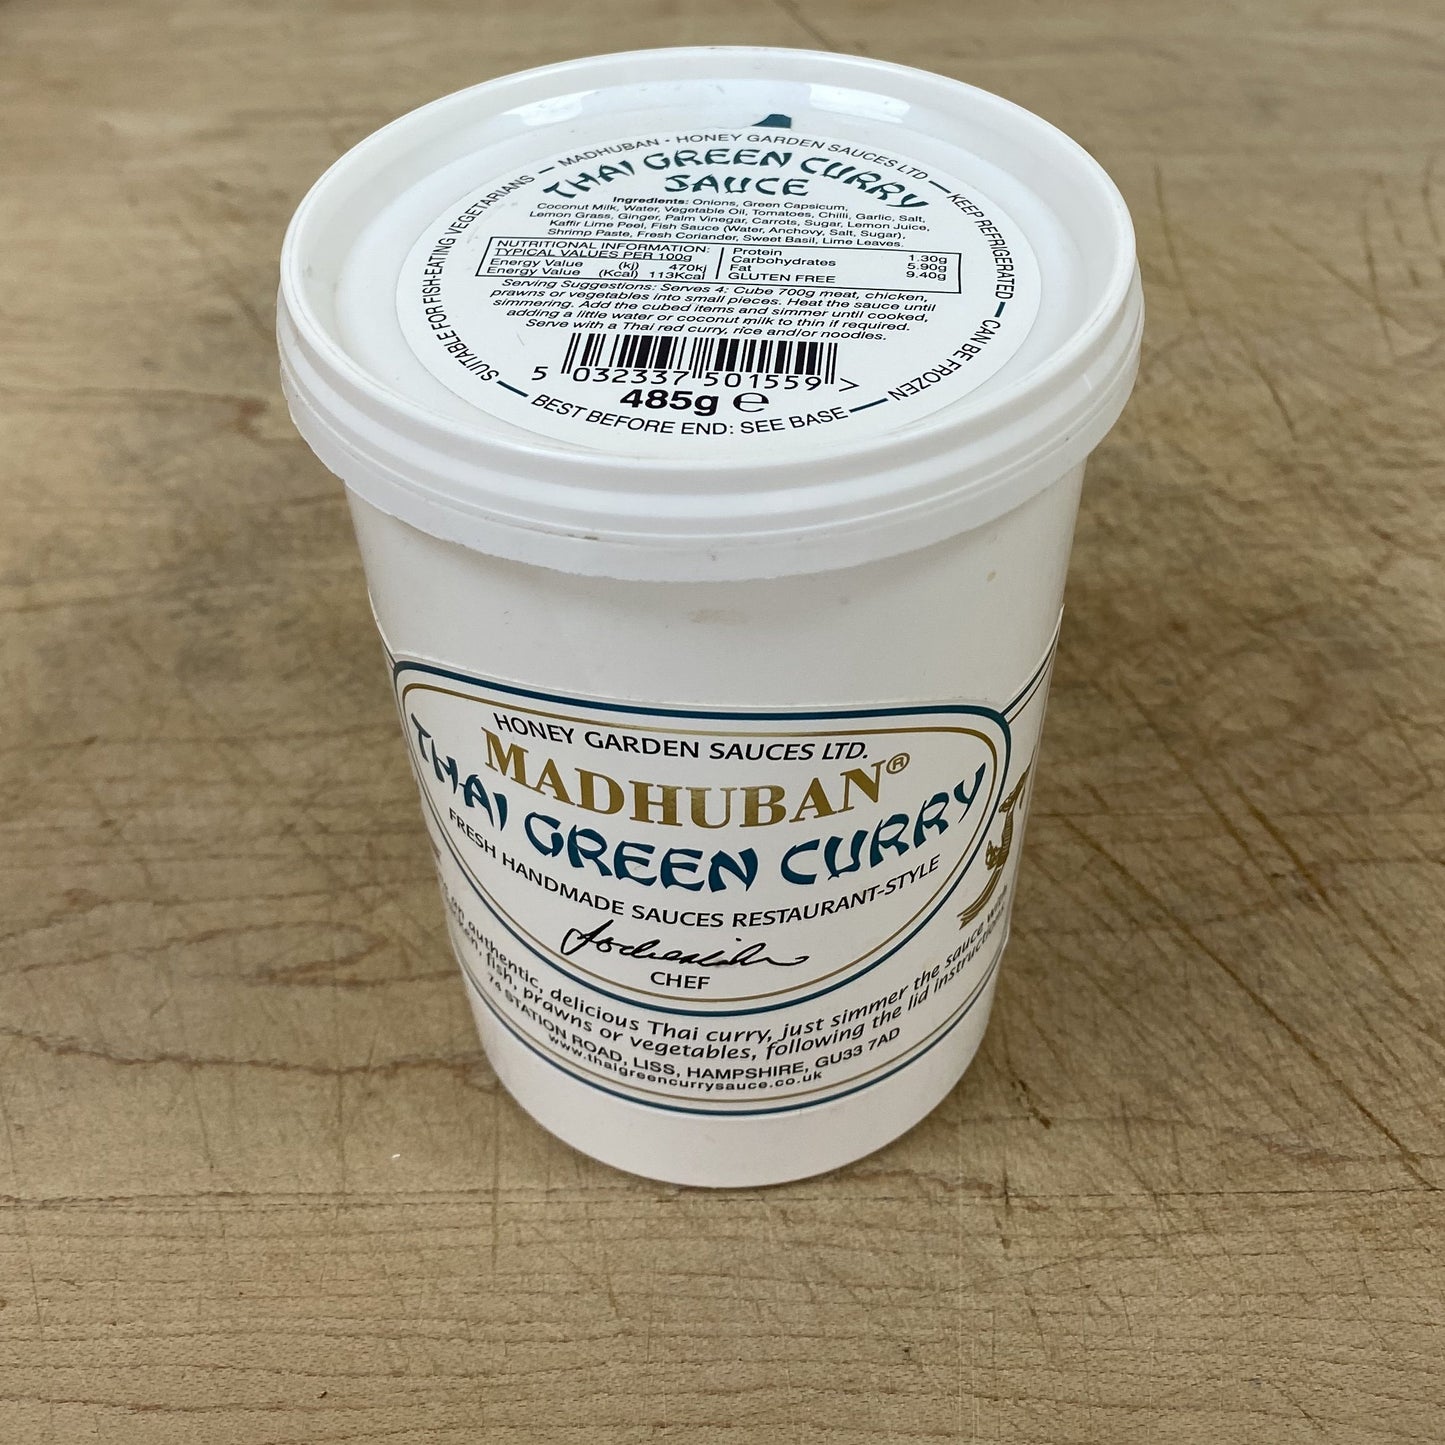 MADHUBAN - HONEY GARDEN SAUCES LTD
KEEP REFRIGERATED
CAN BE FROZEN
BEST BEFORE END: SEE BASE
SUITABLE FOR FISH-EATING VEGETARIANS
THAI GREEN CURRY
SAUCE
Ingredients: Onions, Green Capsicum,
Coconut Milk, Water, Vegetable Oil, Tomatoes, Chilli, Garlic, Salt,
Lemon Grass, Ginger, Palm Vinegar, Carrots, Sugar, Lemon Juice,
Kaffir Lime Peel, Fish Sauce (Water, Anchovy, Salt, Sugar),
Shrimp Paste, Fresh Coriander, Sweet Basil, Lime Leaves.
NUTRITIONAL INFORMATION:
TYPICAL VALUES PER 100g
Energy Value (kj) 470kj
Energy Value (Kcal) 113Kcal
Protein 1.30g
Carbohydrates 5.90g
Fat 9.40g
GLUTEN FREE
Serving Suggestions: Serves 4: Cube 700g meat, chicken,
prawns or vegetables into small pieces. Heat the sauce until
simmering. Add the cubed items and simmer until cooked,
adding a little water or coconut milk to thin if required.
Serve with a Thai red curry, rice and/or noodles.
5 032337 501559 >
485g ℮
HONEY GARDEN SAUCES LTD.
MADHUBAN®
THAI GREEN CURRY
FRESH HANDMADE SAUCES RESTAURANT-STYLE
CHEF
an authentic, delicious Thai curry, just simmer the sauce with
fish, prawns or vegetables, following the lid instructions
74 STATION ROAD, LISS, HAMPSHIRE, GU33 7AD
www.thaigreencurrysauce.co.uk